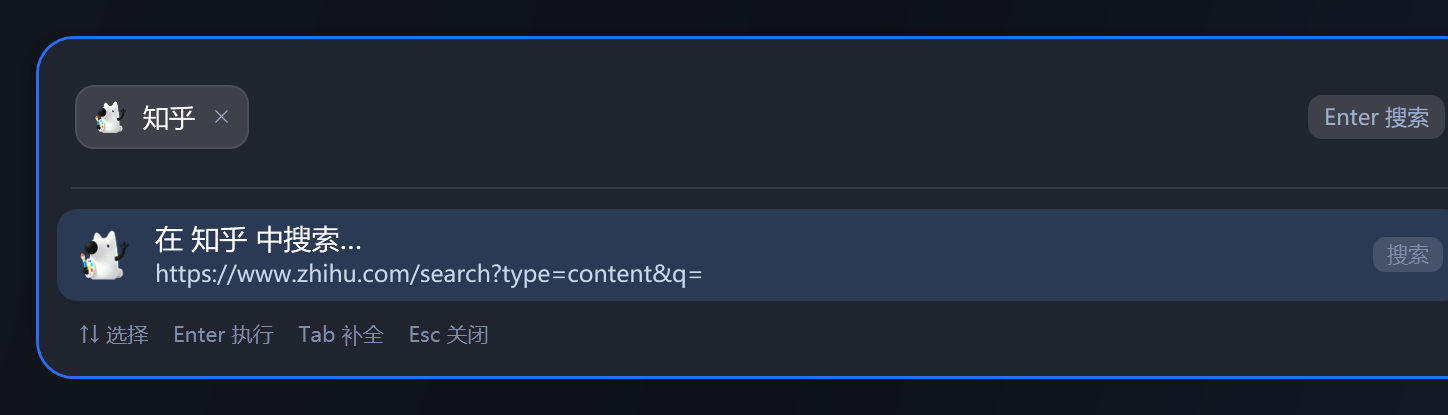 知乎 ×
Enter 搜索
在 知乎 中搜索...
https://www.zhihu.com/search?type=content&q=
搜索
↑↓ 选择 Enter 执行 Tab 补全 Esc 关闭